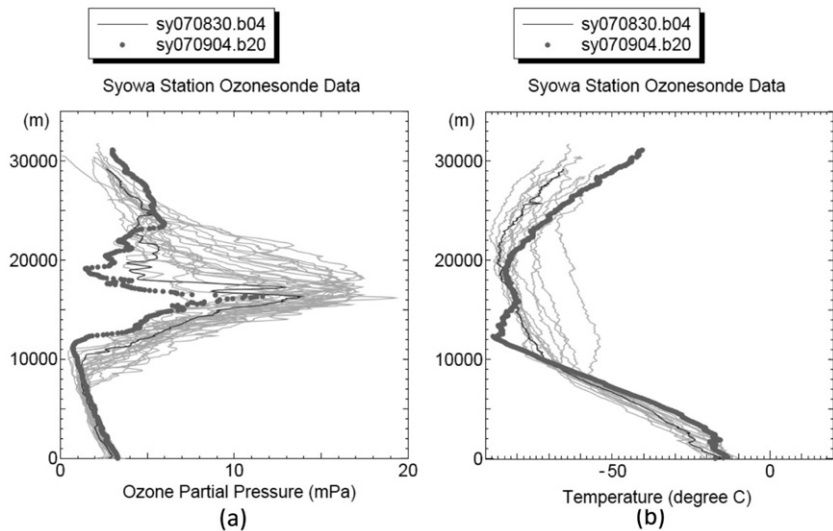 sy070830.b04
sy070904.b20
Syowa Station Ozonesonde Data
(m)
30000
20000
10000
0
0
10
20
Ozone Partial Pressure (mPa)
(a)
sy070830.b04
sy070904.b20
Syowa Station Ozonesonde Data
(m)
30000
20000
10000
0
-50
0
Temperature (degree C)
(b)